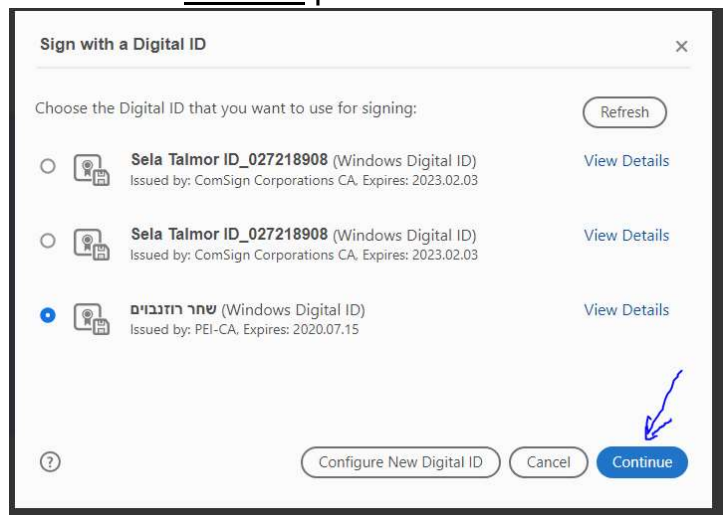 Sign with a Digital ID
Choose the Digital ID that you want to use for signing:
Refresh
Sela Talmor ID_027218908 (Windows Digital ID)
View Details
Issued by: ComSign Corporations CA, Expires: 2023.02.03
Sela Talmor ID_027218908 (Windows Digital ID)
View Details
Issued by: ComSign Corporations CA, Expires: 2023.02.03
שחר רוזנבוים (Windows Digital ID)
View Details
Issued by: PEI-CA, Expires: 2020.07.15
Configure New Digital ID
Cancel
Continue